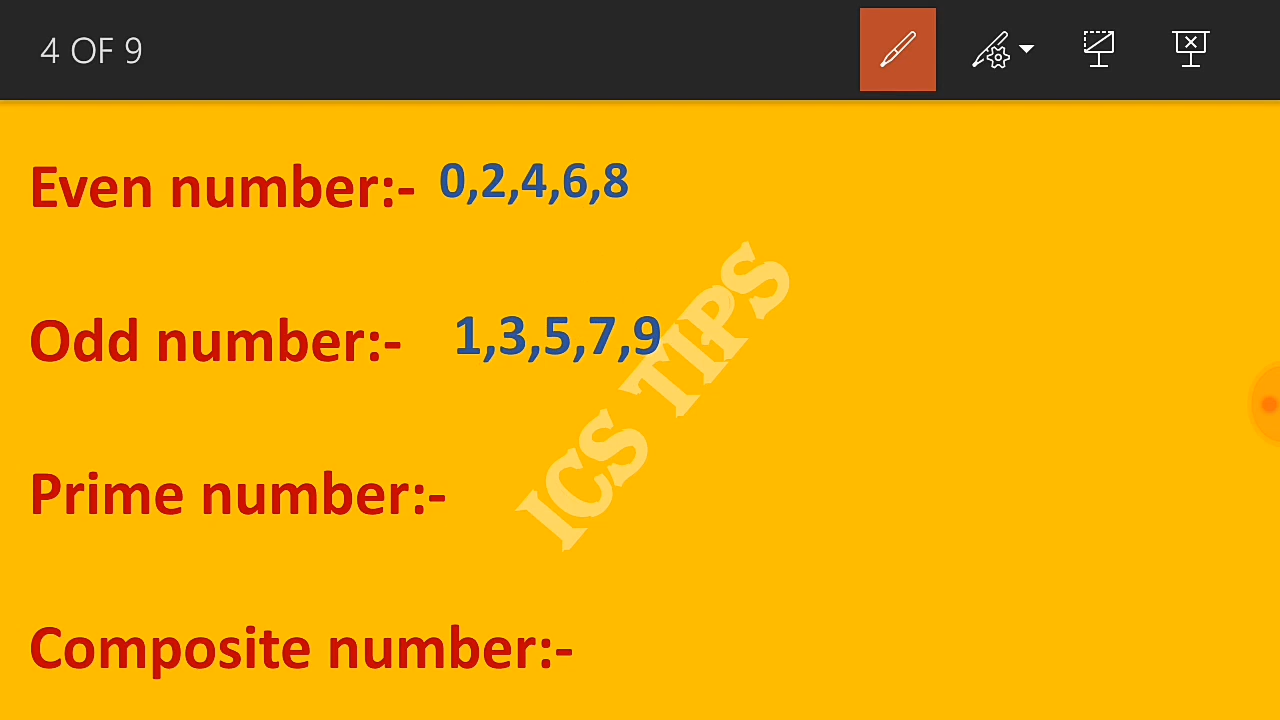 4 OF 9
Even number:- 0,2,4,6,8
Odd number:- 1,3,5,7,9
ICS TIPS
Prime number:-
Composite number:-